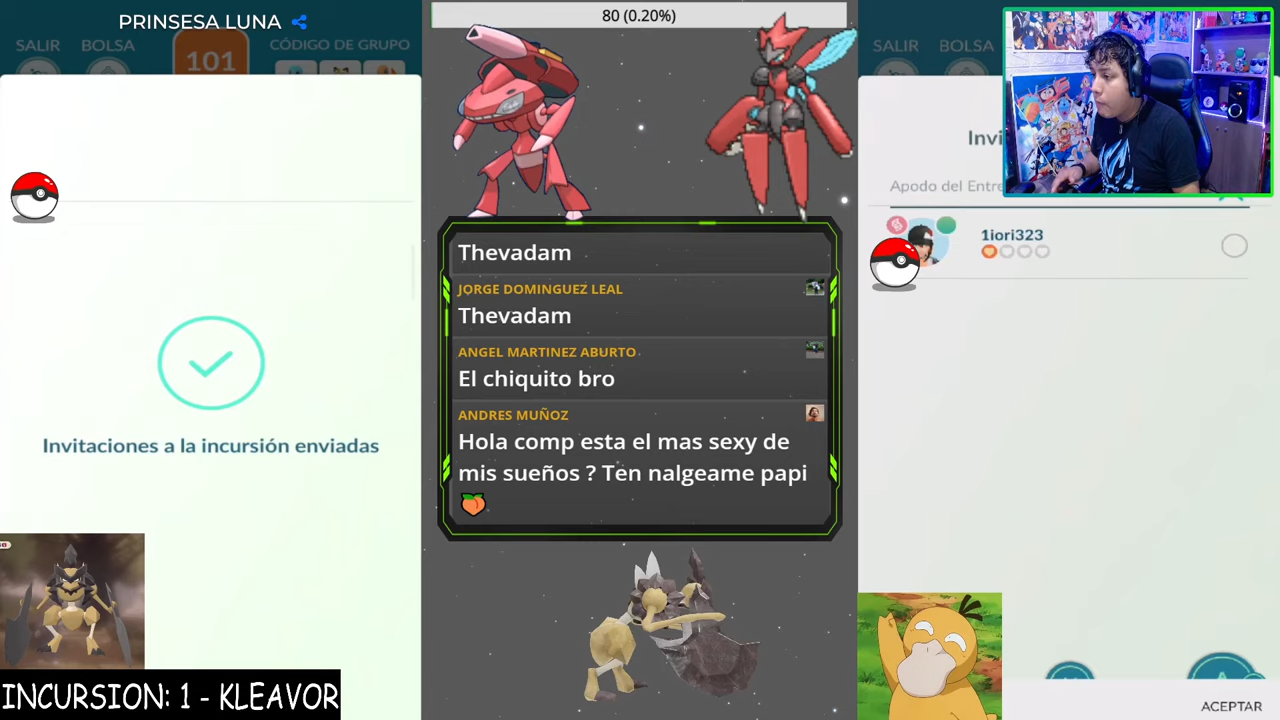 PRINSESA LUNA
SALIR
BOLSA
101
CÓDIGO DE GRUPO
80 (0.20%)
SALIR
BOLSA
Invi
Apodo del Entre
1iori323
Thevadam
JORGE DOMINGUEZ LEAL
Thevadam
ANGEL MARTINEZ ABURTO
El chiquito bro
ANDRES MUÑOZ
Hola comp esta el mas sexy de
mis sueños ? Ten nalgeame papi
🍑
Invitaciones a la incursión enviadas
INCURSION: 1 - KLEAVOR
ACEPTAR